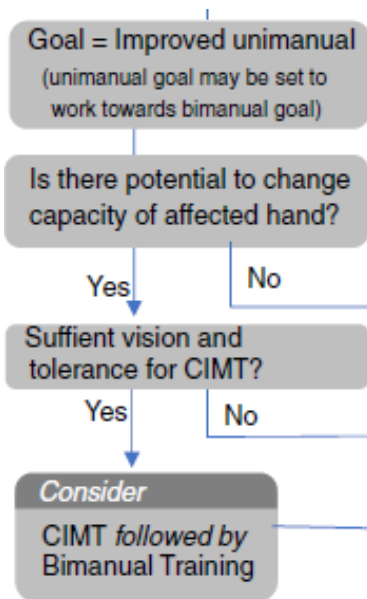 Goal = Improved unimanual
(unimanual goal may be set to
work towards bimanual goal)
Is there potential to change
capacity of affected hand?
Yes
No
Suffient vision and
tolerance for CIMT?
Yes
No
Consider
CIMT followed by
Bimanual Training